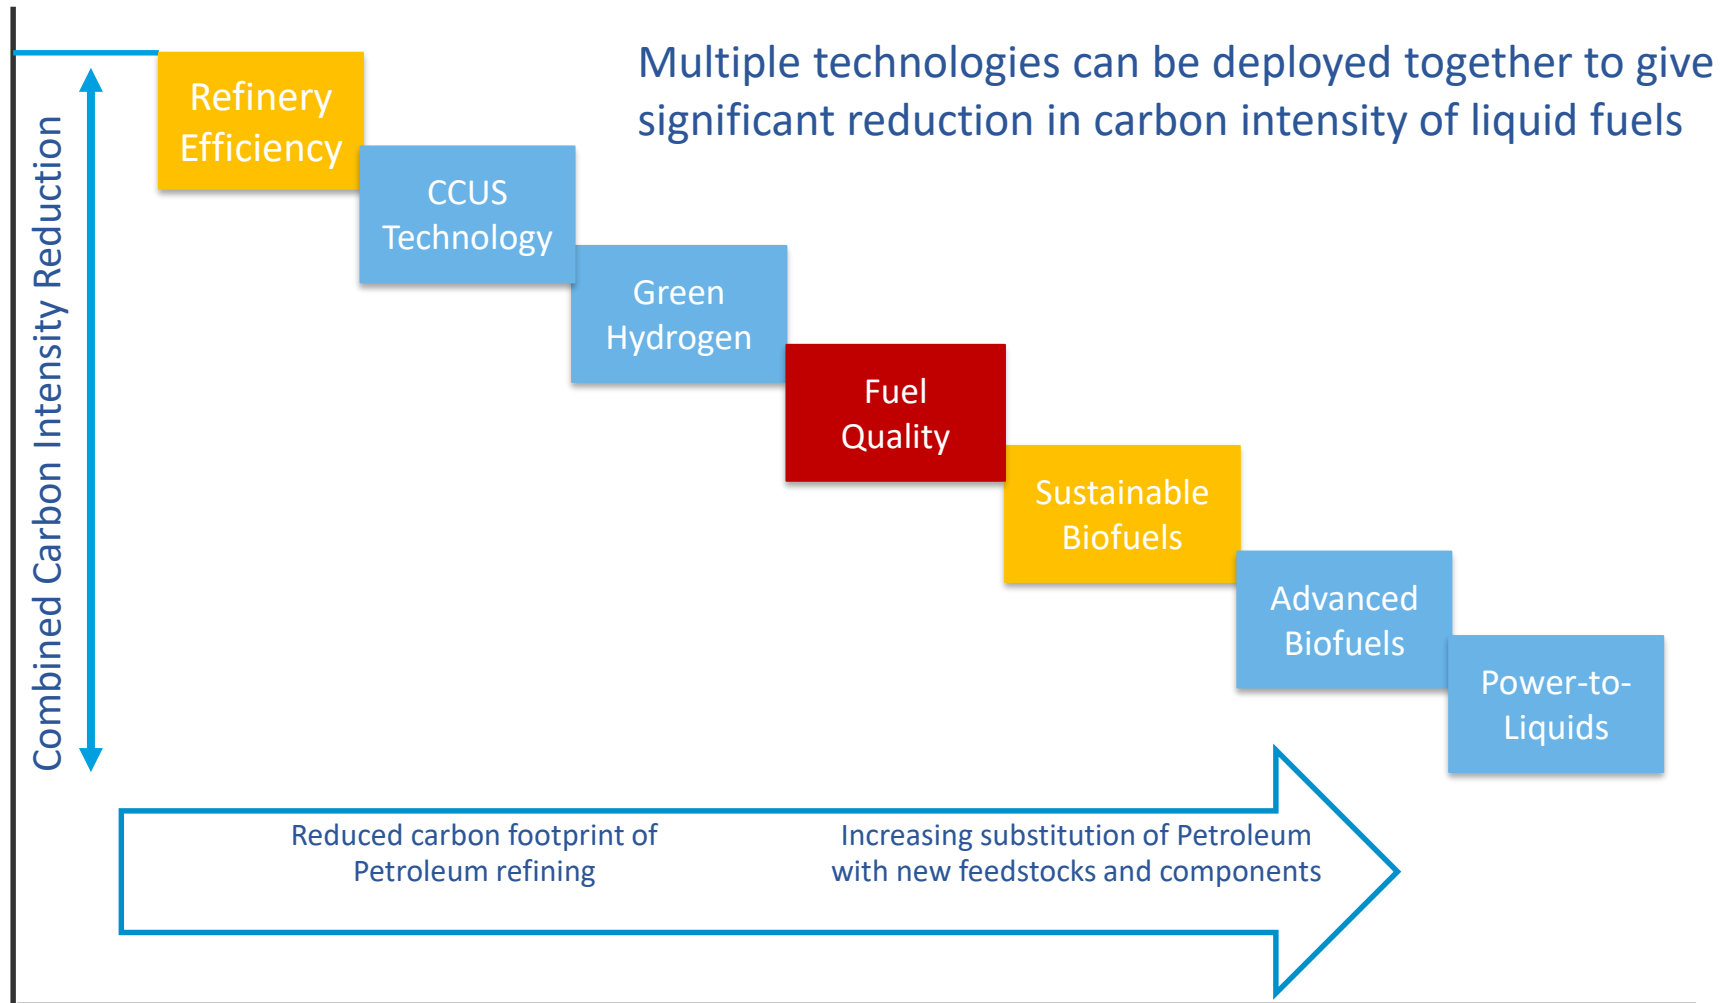 Multiple technologies can be deployed together to give
significant reduction in carbon intensity of liquid fuels
Combined Carbon Intensity Reduction
Refinery
Efficiency
CCUS
Technology
Green
Hydrogen
Fuel
Quality
Sustainable
Biofuels
Advanced
Biofuels
Power-to-
Liquids
Reduced carbon footprint of
Petroleum refining
Increasing substitution of Petroleum
with new feedstocks and components